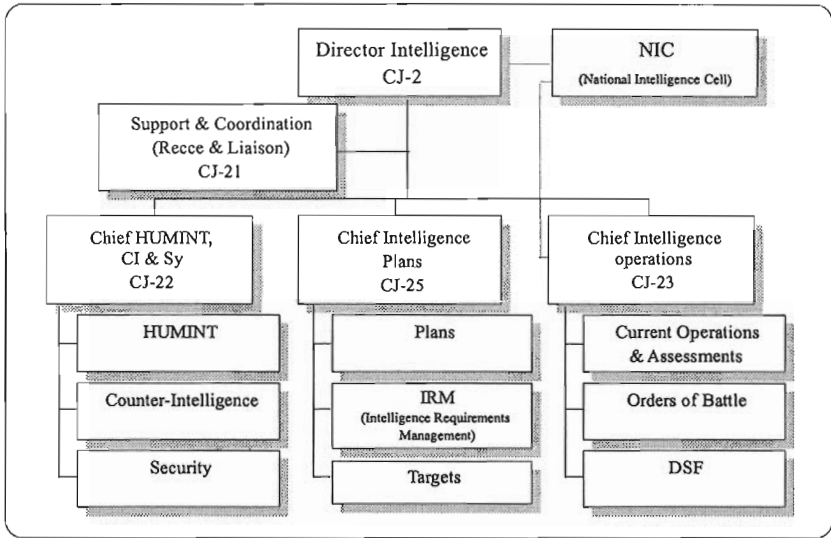 Director Intelligence
CJ-2
NIC
(National Intelligence Cell)
Support & Coordination
(Recce & Liaison)
CJ-21
Chief HUMINT,
CI & Sy
CJ-22
Chief Intelligence
Plans
CJ-25
Chief Intelligence
operations
CJ-23
HUMINT
Plans
Current Operations
& Assessments
Counter-Intelligence
IRM
(Intelligence Requirements
Management)
Orders of Battle
Security
Targets
DSF